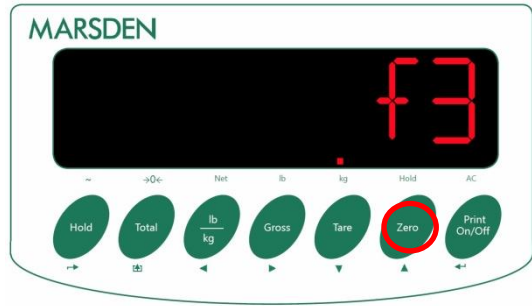 MARSDEN
f3
~ →0← Net lb kg Hold AC
Hold Total lb/kg Gross Tare Zero Print On/Off